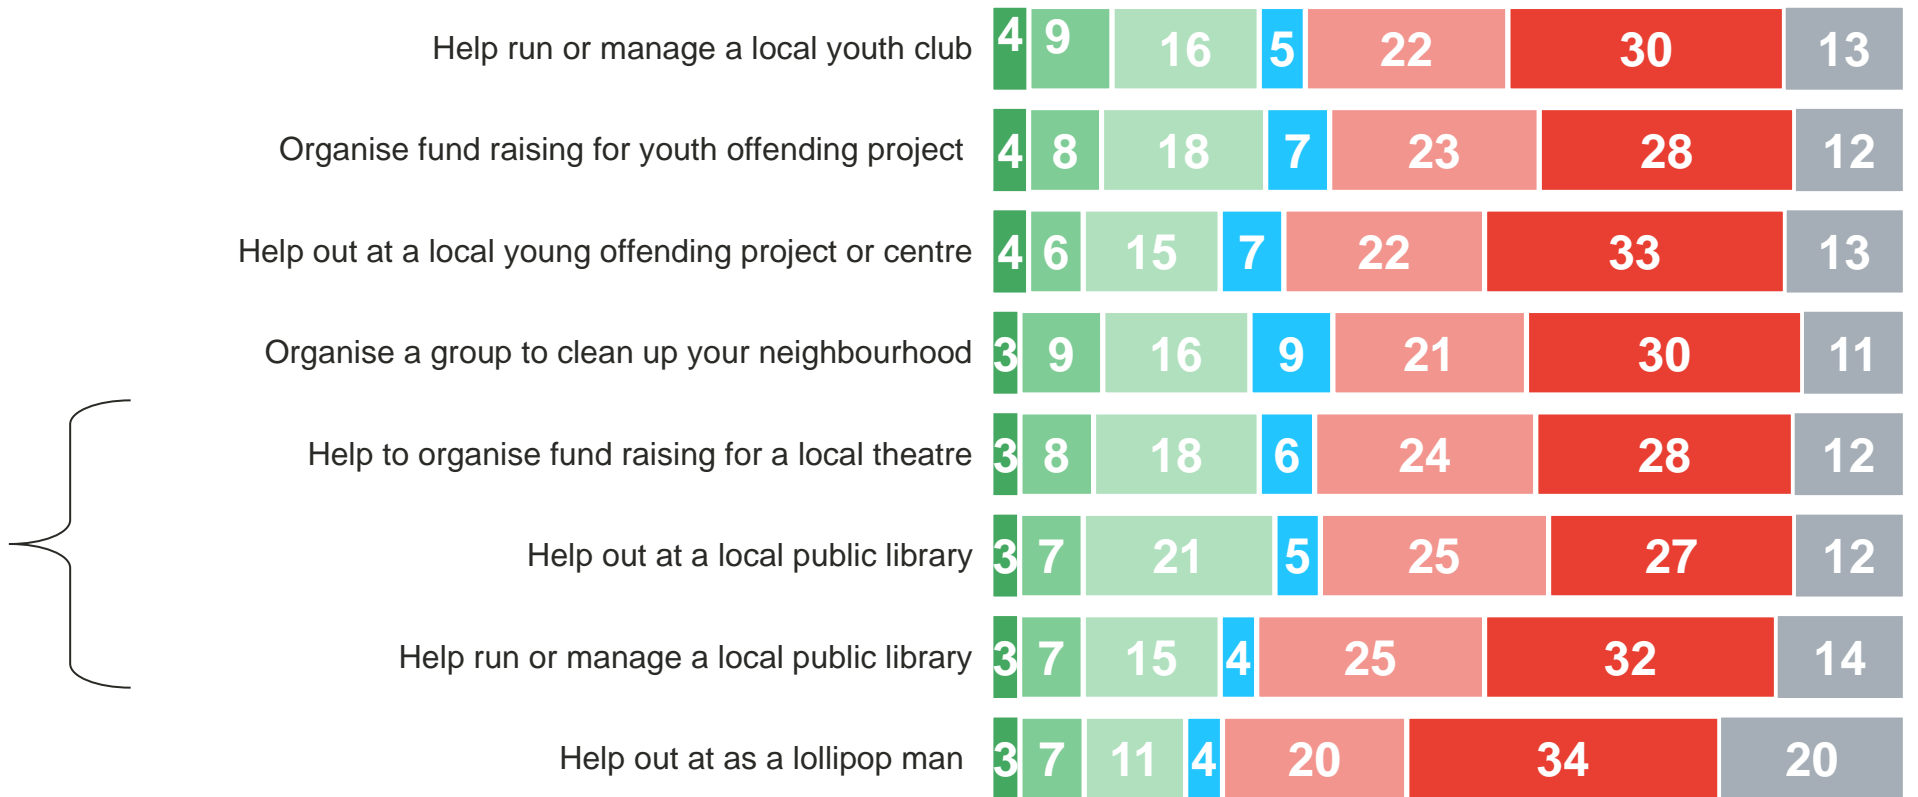 Help run or manage a local youth club 4 9 16 5 22 30 13
Organise fund raising for youth offending project 4 8 18 7 23 28 12
Help out at a local young offending project or centre 4 6 15 7 22 33 13
Organise a group to clean up your neighbourhood 3 9 16 9 21 30 11
Help to organise fund raising for a local theatre 3 8 18 6 24 28 12
Help out at a local public library 3 7 21 5 25 27 12
Help run or manage a local public library 3 7 15 4 25 32 14
Help out at as a lollipop man 3 7 11 4 20 34 20